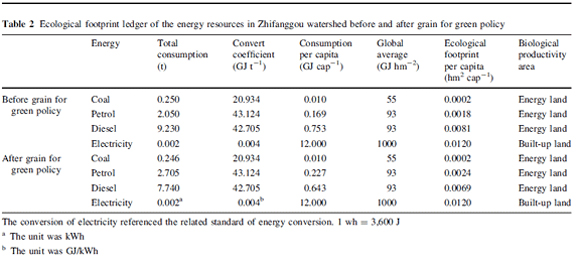 Table 2 Ecological footprint ledger of the energy resources in Zhifanggou watershed before and after grain for green policy
Energy Total consumption (t) Convert coefficient (GJ t⁻¹) Consumption per capita (GJ cap⁻¹) Global average (GJ hm⁻²) Ecological footprint per capita (hm² cap⁻¹) Biological productivity area
Before grain for green policy Coal 0.250 20.934 0.010 55 0.0002 Energy land
Petrol 2.050 43.124 0.169 93 0.0018 Energy land
Diesel 9.230 42.705 0.753 93 0.0081 Energy land
Electricity 0.002 0.004 12.000 1000 0.0120 Built-up land
After grain for green policy Coal 0.246 20.934 0.010 55 0.0002 Energy land
Petrol 2.705 43.124 0.227 93 0.0024 Energy land
Diesel 7.740 42.705 0.643 93 0.0069 Energy land
Electricity 0.002ᵃ 0.004ᵇ 12.000 1000 0.0120 Built-up land
The conversion of electricity referenced the related standard of energy conversion. 1 wh = 3,600 J
ᵃ The unit was kWh
ᵇ The unit was GJ/kWh